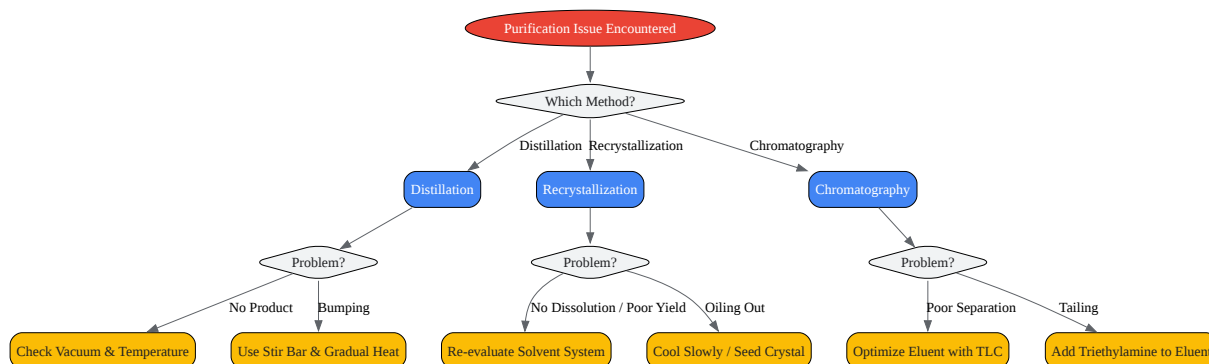 Purification Issue Encountered
Which Method?
Distillation
Recrystallization
Chromatography
Distillation
Recrystallization
Chromatography
Problem?
Problem?
Problem?
No Product
Bumping
No Dissolution / Poor Yield
Oiling Out
Poor Separation
Tailing
Check Vacuum & Temperature
Use Stir Bar & Gradual Heat
Re-evaluate Solvent System
Cool Slowly / Seed Crystal
Optimize Eluent with TLC
Add Triethylamine to Eluent